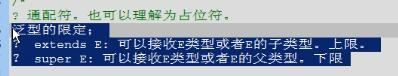 /*
? 通配符。也可以理解为占位符。
泛型的限定；
? extends E: 可以接收E类型或者E的子类型。上限。
? super E: 可以接收E类型或者E的父类型。下限